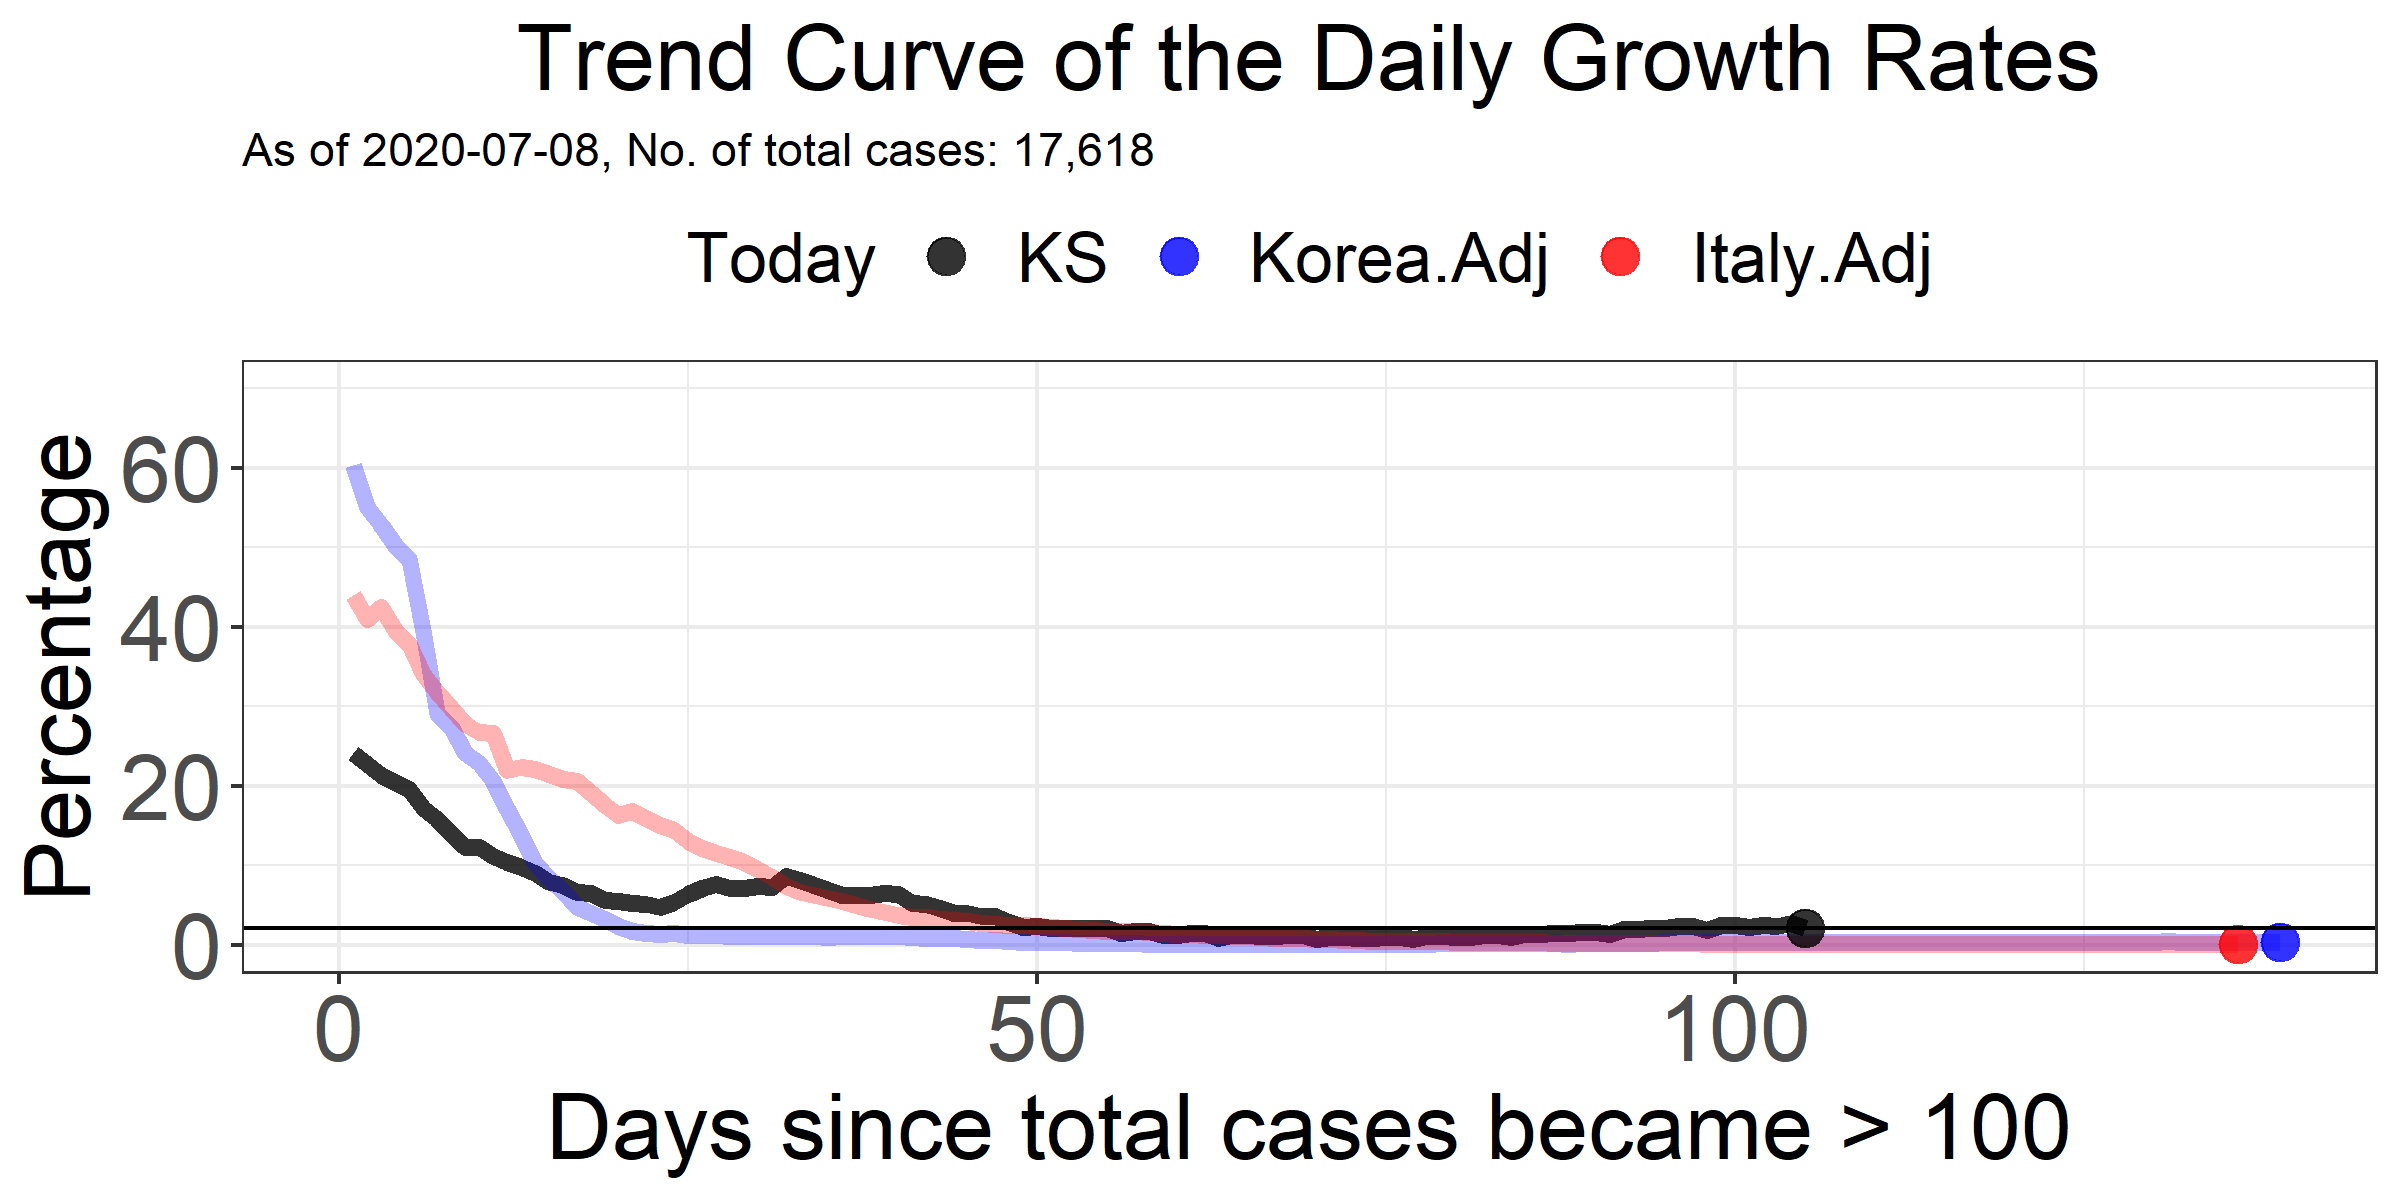 Trend Curve of the Daily Growth Rates
As of 2020-07-08, No. of total cases: 17,618
Today KS Korea.Adj Italy.Adj
Percentage
60
40
20
0
0 50 100
Days since total cases became > 100